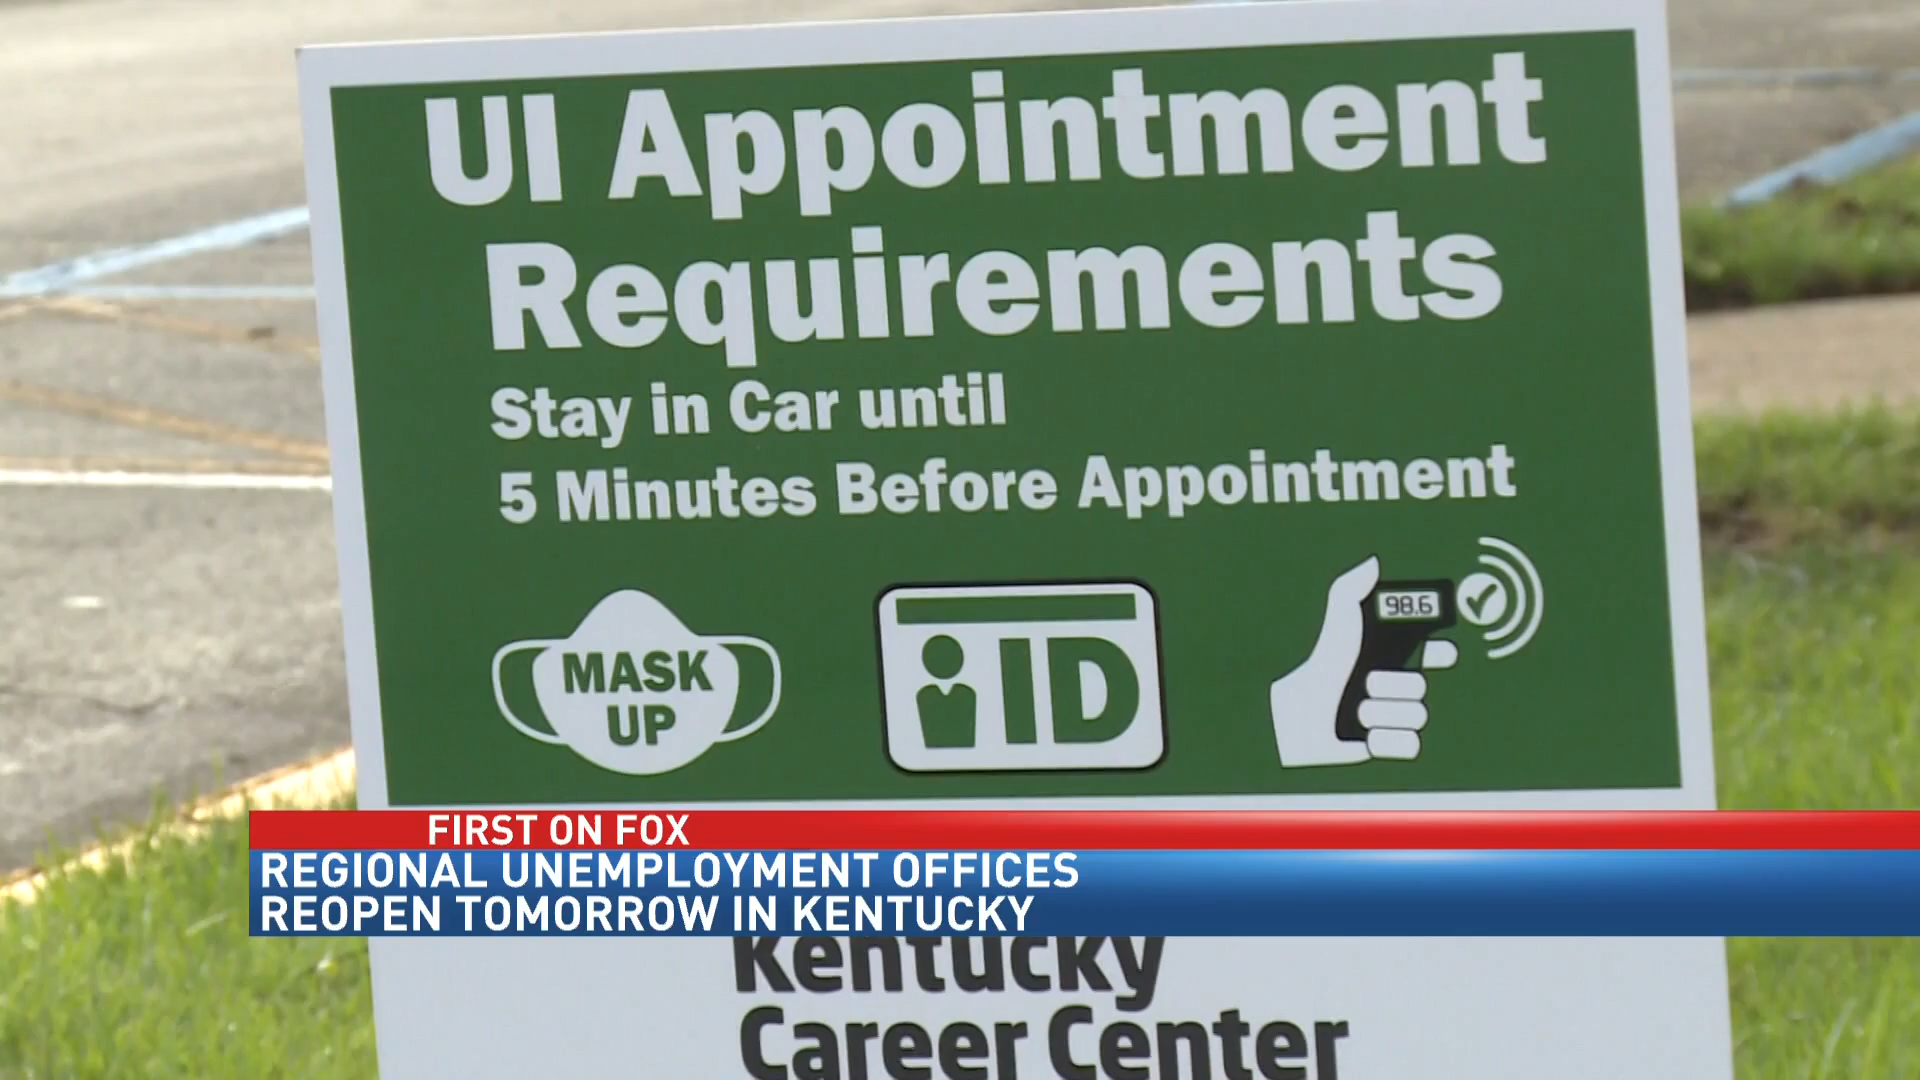 UI Appointment
Requirements
Stay in Car until
5 Minutes Before Appointment
MASK
UP
ID
98.6
FIRST ON FOX
REGIONAL UNEMPLOYMENT OFFICES
REOPEN TOMORROW IN KENTUCKY
Kentucky
Career Center